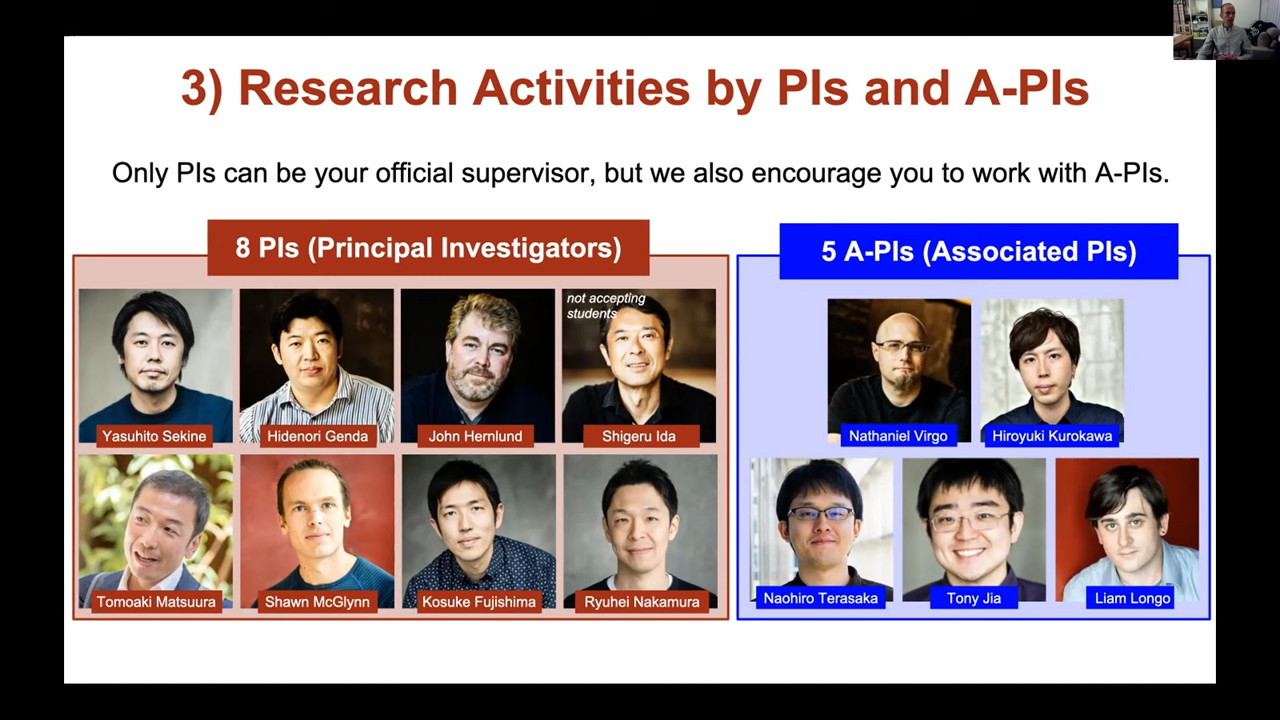 3) Research Activities by PIs and A-PIs
Only PIs can be your official supervisor, but we also encourage you to work with A-PIs.
8 PIs (Principal Investigators)
not accepting
students
Yasuhito Sekine
Hidenori Genda
John Hernlund
Shigeru Ida
Tomoaki Matsuura
Shawn McGlynn
Kosuke Fujishima
Ryuhei Nakamura
5 A-PIs (Associated PIs)
Nathaniel Virgo
Hiroyuki Kurokawa
Naohiro Terasaka
Tony Jia
Liam Longo